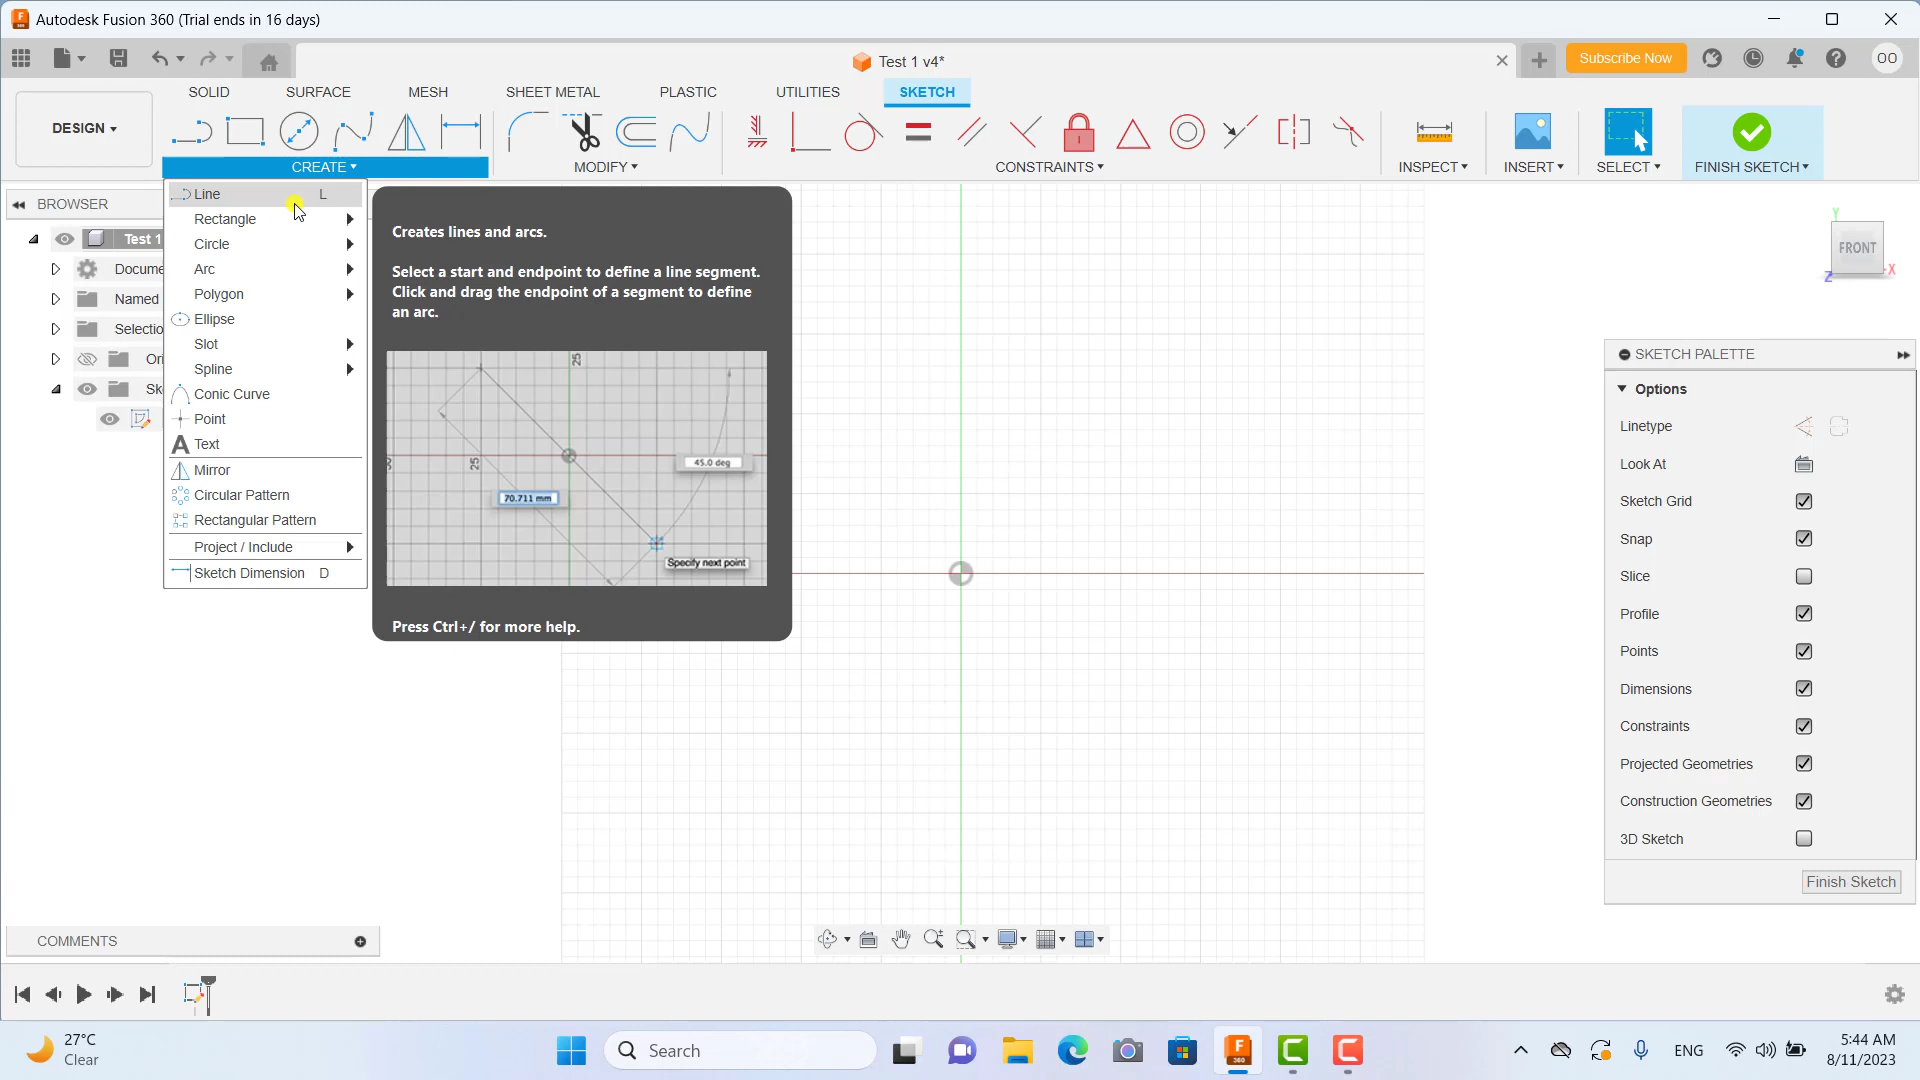 Autodesk Fusion 360 (Trial ends in 16 days)
Test 1 v4*
Subscribe Now
OO
SOLID
SURFACE
MESH
SHEET METAL
PLASTIC
UTILITIES
SKETCH
DESIGN
CREATE
MODIFY
CONSTRAINTS
INSPECT
INSERT
SELECT
FINISH SKETCH
BROWSER
Test 1
Docume
Named
Selectio
Ori
Sk
Line L
Rectangle
Circle
Arc
Polygon
Ellipse
Slot
Spline
Conic Curve
Point
Text
Mirror
Circular Pattern
Rectangular Pattern
Project / Include
Sketch Dimension D
Creates lines and arcs.
Select a start and endpoint to define a line segment.
Click and drag the endpoint of a segment to define
an arc.
25
25
45.0 deg
70.711 mm
Specify next point
Press Ctrl+/ for more help.
Y
FRONT
X
Z
SKETCH PALETTE
Options
Linetype
Look At
Sketch Grid
Snap
Slice
Profile
Points
Dimensions
Constraints
Projected Geometries
Construction Geometries
3D Sketch
Finish Sketch
COMMENTS
27°C
Clear
Search
F
360
ENG
5:44 AM
8/11/2023